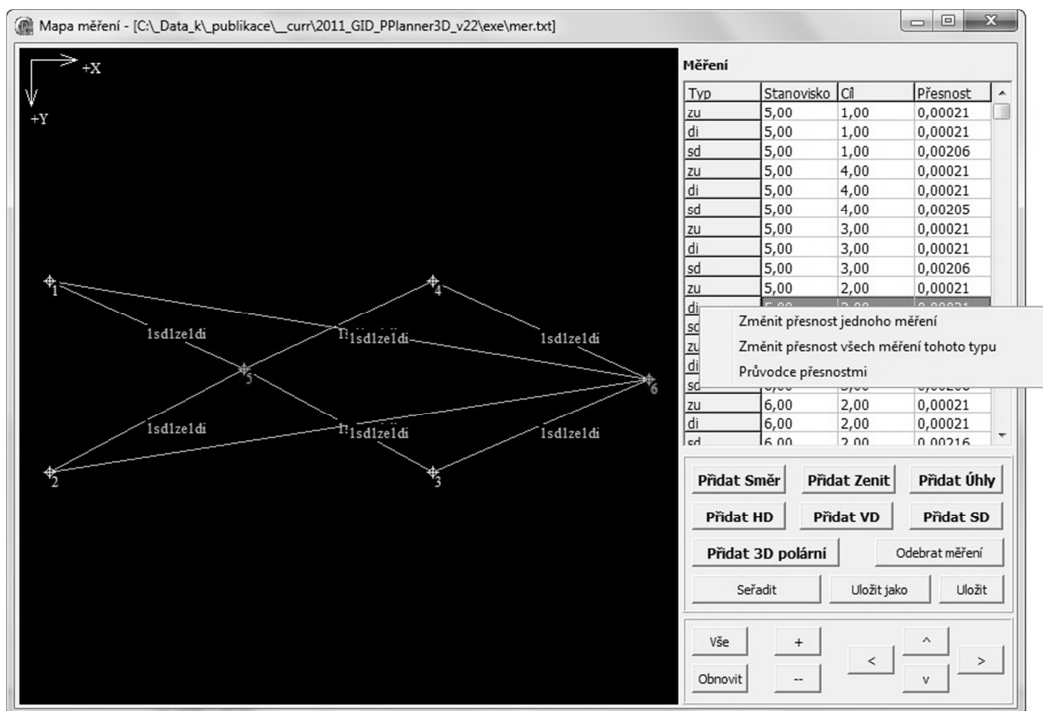 Mapa měření - [C:\_Data_k\_publikace\__curr\2011_GID_PPlanner3D_v22\exe\mer.txt]
+X
+Y
1
4
1sd1ze1di
1sd1ze1di
1sd1ze1di
5
6
1sd1ze1di
1sd1ze1di
1sd1ze1di
2
3
Měření
Typ Stanovisko Cíl Přesnost
zu 5,00 1,00 0,00021
di 5,00 1,00 0,00021
sd 5,00 1,00 0,00206
zu 5,00 4,00 0,00021
di 5,00 4,00 0,00021
sd 5,00 4,00 0,00205
zu 5,00 3,00 0,00021
di 5,00 3,00 0,00021
sd 5,00 3,00 0,00206
zu 5,00 2,00 0,00021
di
sd
zu
di
sd
Změnit přesnost jednoho měření
Změnit přesnost všech měření tohoto typu
Průvodce přesnostmi
zu 6,00 2,00 0,00021
di 6,00 2,00 0,00021
sd 6,00 2,00 0,00216
Přidat Směr Přidat Zenit Přidat Úhly
Přidat HD Přidat VD Přidat SD
Přidat 3D polární Odebrat měření
Seřadit Uložit jako Uložit
Vše + < ^ >
Obnovit -- v